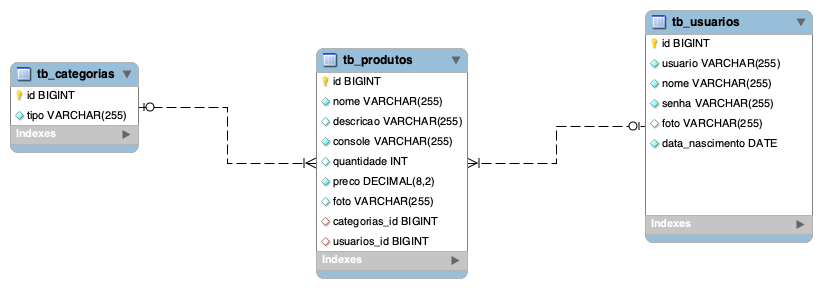 tb_categorias
id BIGINT
tipo VARCHAR(255)
Indexes
tb_produtos
id BIGINT
nome VARCHAR(255)
descricao VARCHAR(255)
console VARCHAR(255)
quantidade INT
preco DECIMAL(8,2)
foto VARCHAR(255)
categorias_id BIGINT
usuarios_id BIGINT
Indexes
tb_usuarios
id BIGINT
usuario VARCHAR(255)
nome VARCHAR(255)
senha VARCHAR(255)
foto VARCHAR(255)
data_nascimento DATE
Indexes